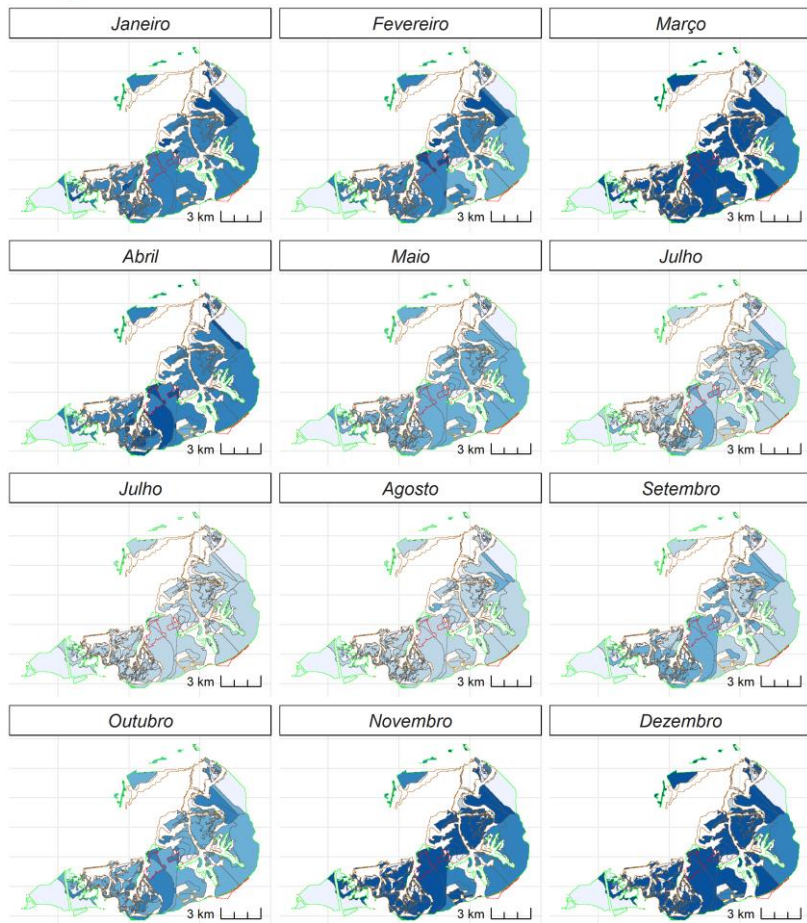 Janeiro
Fevereiro
Março
3 km
3 km
3 km
Abril
Maio
Julho
3 km
3 km
3 km
Julho
Agosto
Setembro
3 km
3 km
3 km
Outubro
Novembro
Dezembro
3 km
3 km
3 km